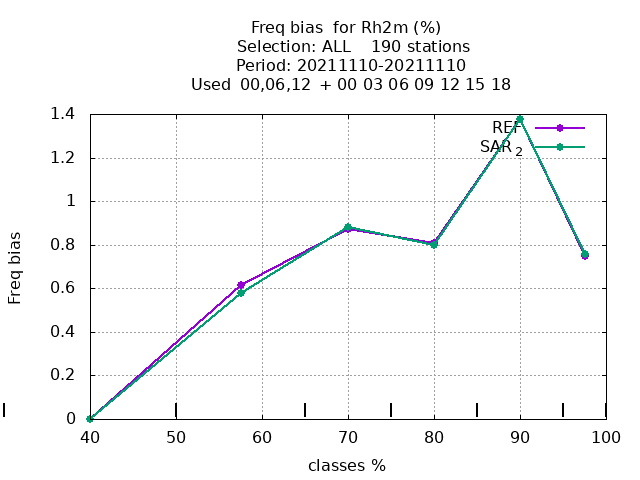 Freq bias  for Rh2m (%)
Selection: ALL    190 stations
Period: 20211110-20211110
Used  00,06,12  + 00 03 06 09 12 15 18
REF
SAR 2
1.4
1.2
1
0.8
0.6
0.4
0.2
0
Freq bias
40 50 60 70 80 90 100
classes %